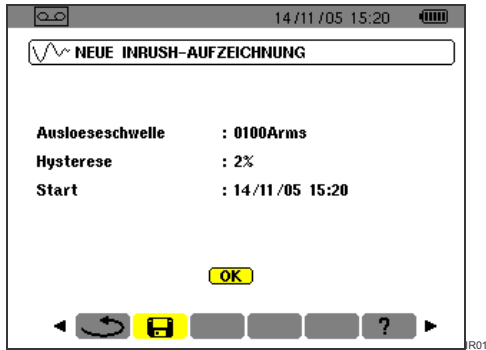 14/11/05 15:20
NEUE INRUSH-AUFZEICHNUNG
Ausloeseschwelle : 0100Arms
Hysterese : 2%
Start : 14/11/05 15:20
OK
?
IR01